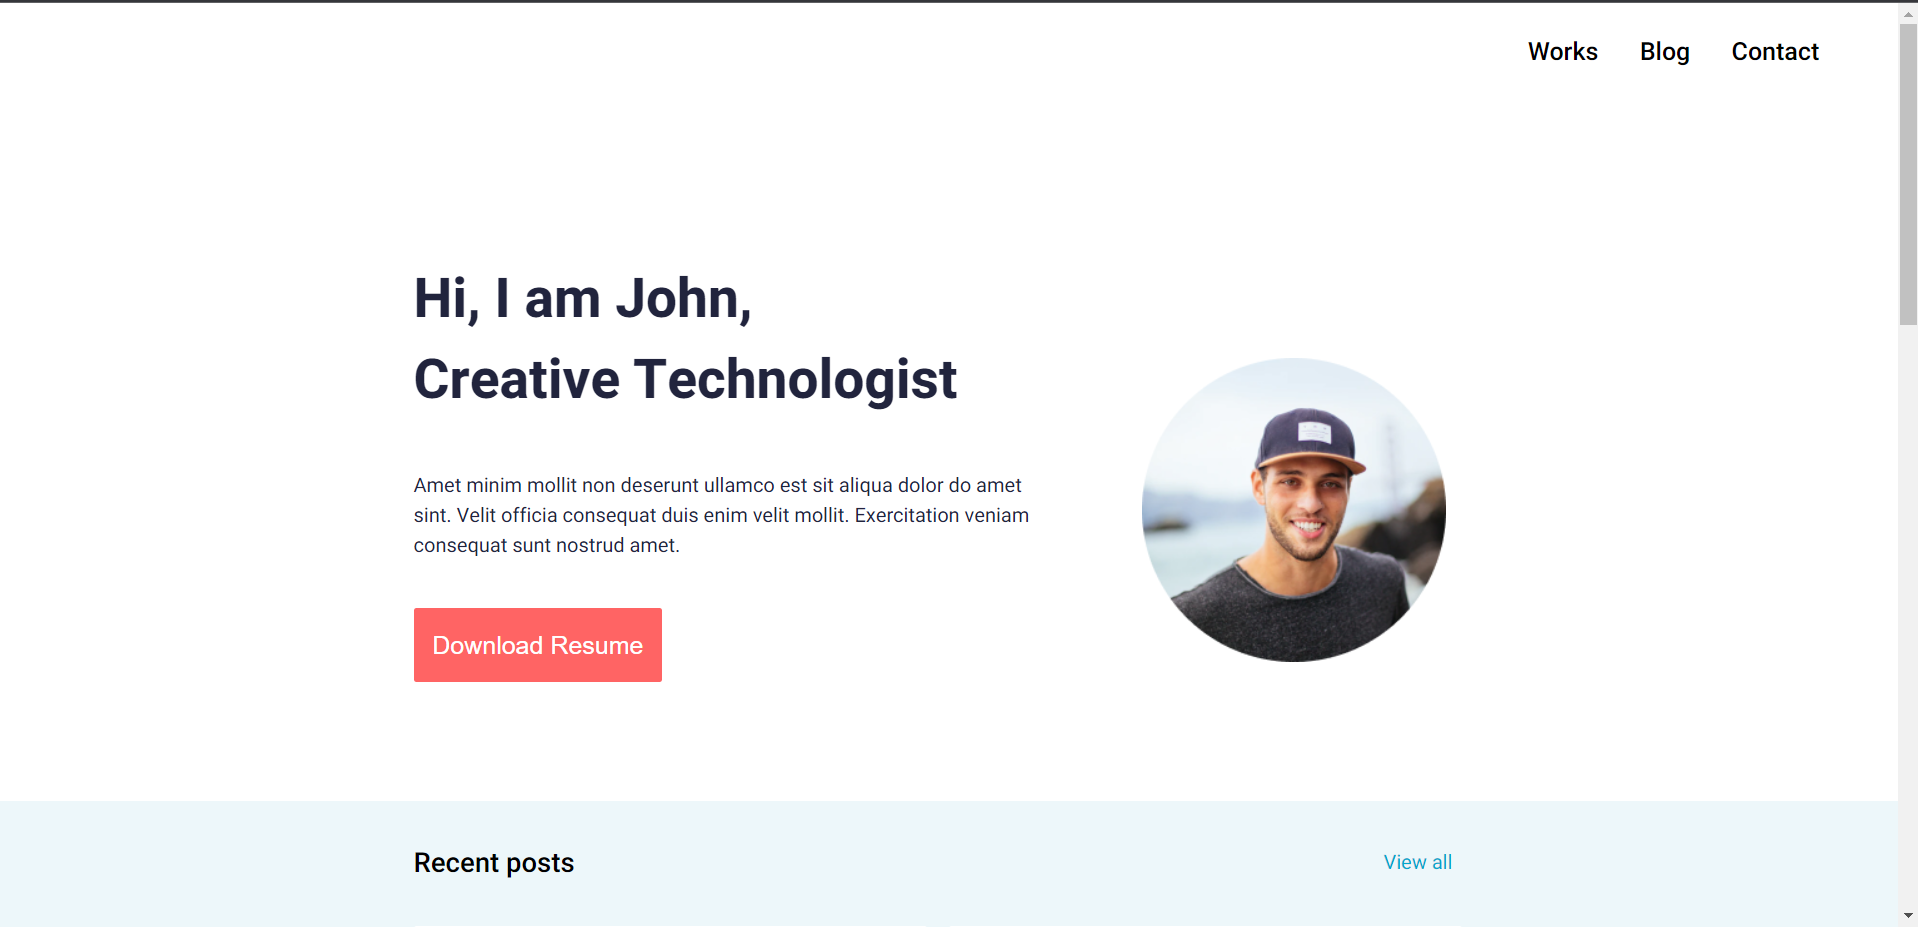 Works Blog Contact
Hi, I am John,
Creative Technologist
Amet minim mollit non deserunt ullamco est sit aliqua dolor do amet
sint. Velit officia consequat duis enim velit mollit. Exercitation veniam
consequat sunt nostrud amet.
Download Resume
Recent posts
View all